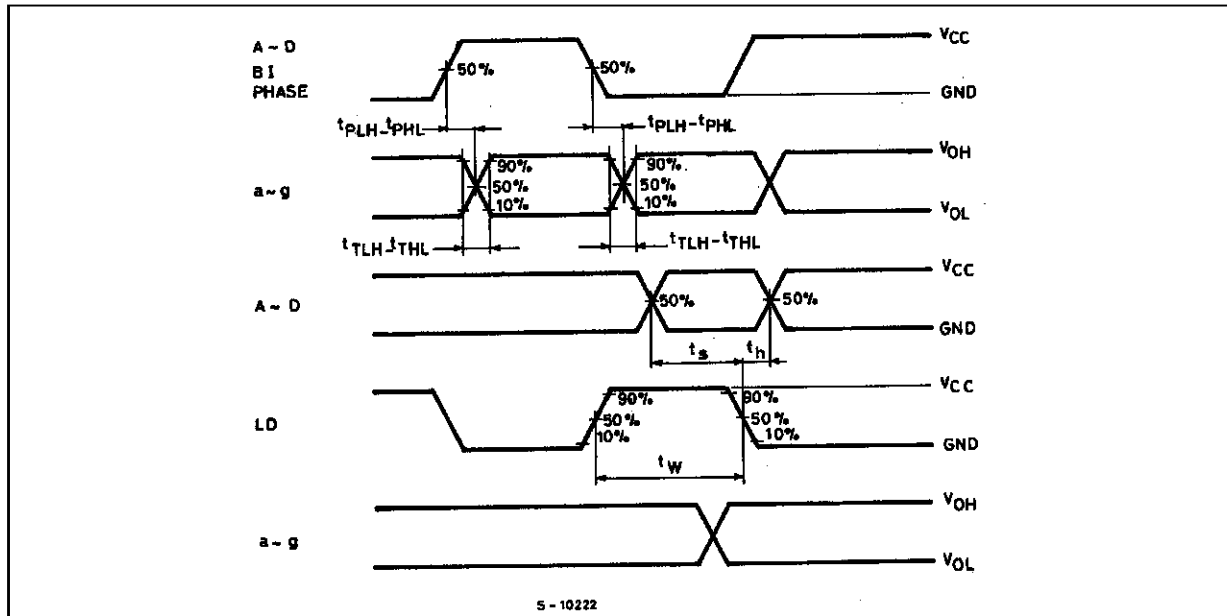 A ~ D
BI
PHASE
50%
50%
VCC
GND
tPLH-tPHL
tPLH-tPHL
a~g
90%
50%
10%
90%
50%
10%
VOH
VOL
tTLH-tTHL
tTLH-tTHL
A ~ D
50%
50%
VCC
GND
ts
th
LD
90%
50%
10%
90%
50%
10%
VCC
GND
tW
a~g
VOH
VOL
S-10222